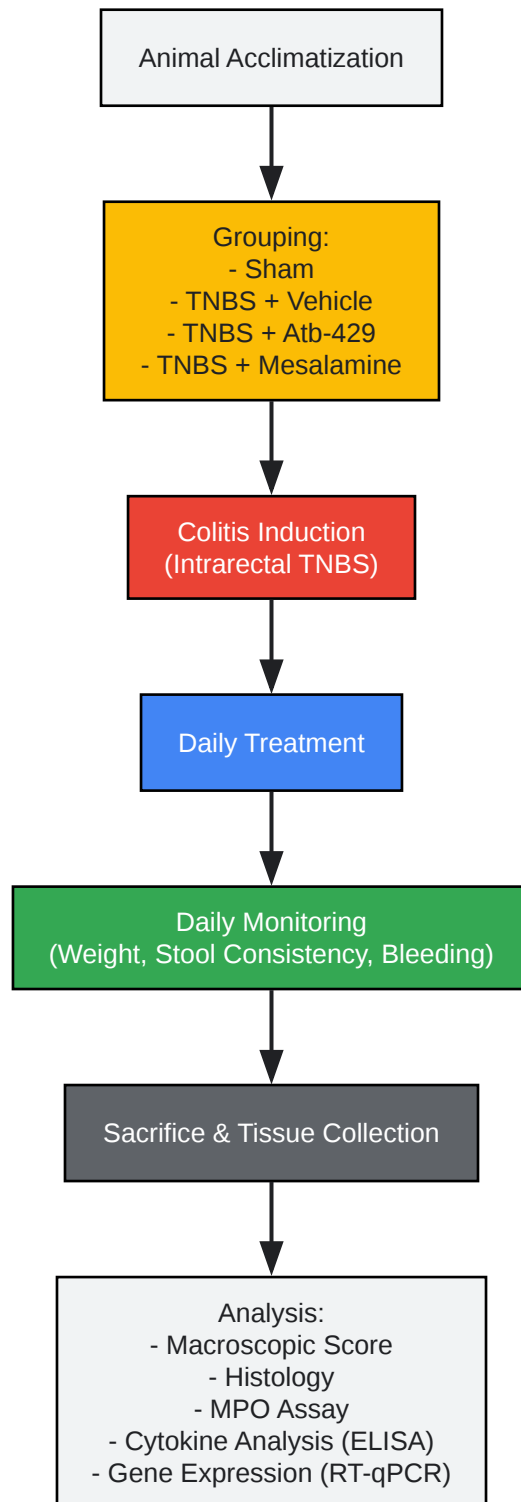 Animal Acclimatization
Grouping:
- Sham
- TNBS + Vehicle
- TNBS + Atb-429
- TNBS + Mesalamine
Colitis Induction
(Intrarectal TNBS)
Daily Treatment
Daily Monitoring
(Weight, Stool Consistency, Bleeding)
Sacrifice & Tissue Collection
Analysis:
- Macroscopic Score
- Histology
- MPO Assay
- Cytokine Analysis (ELISA)
- Gene Expression (RT-qPCR)